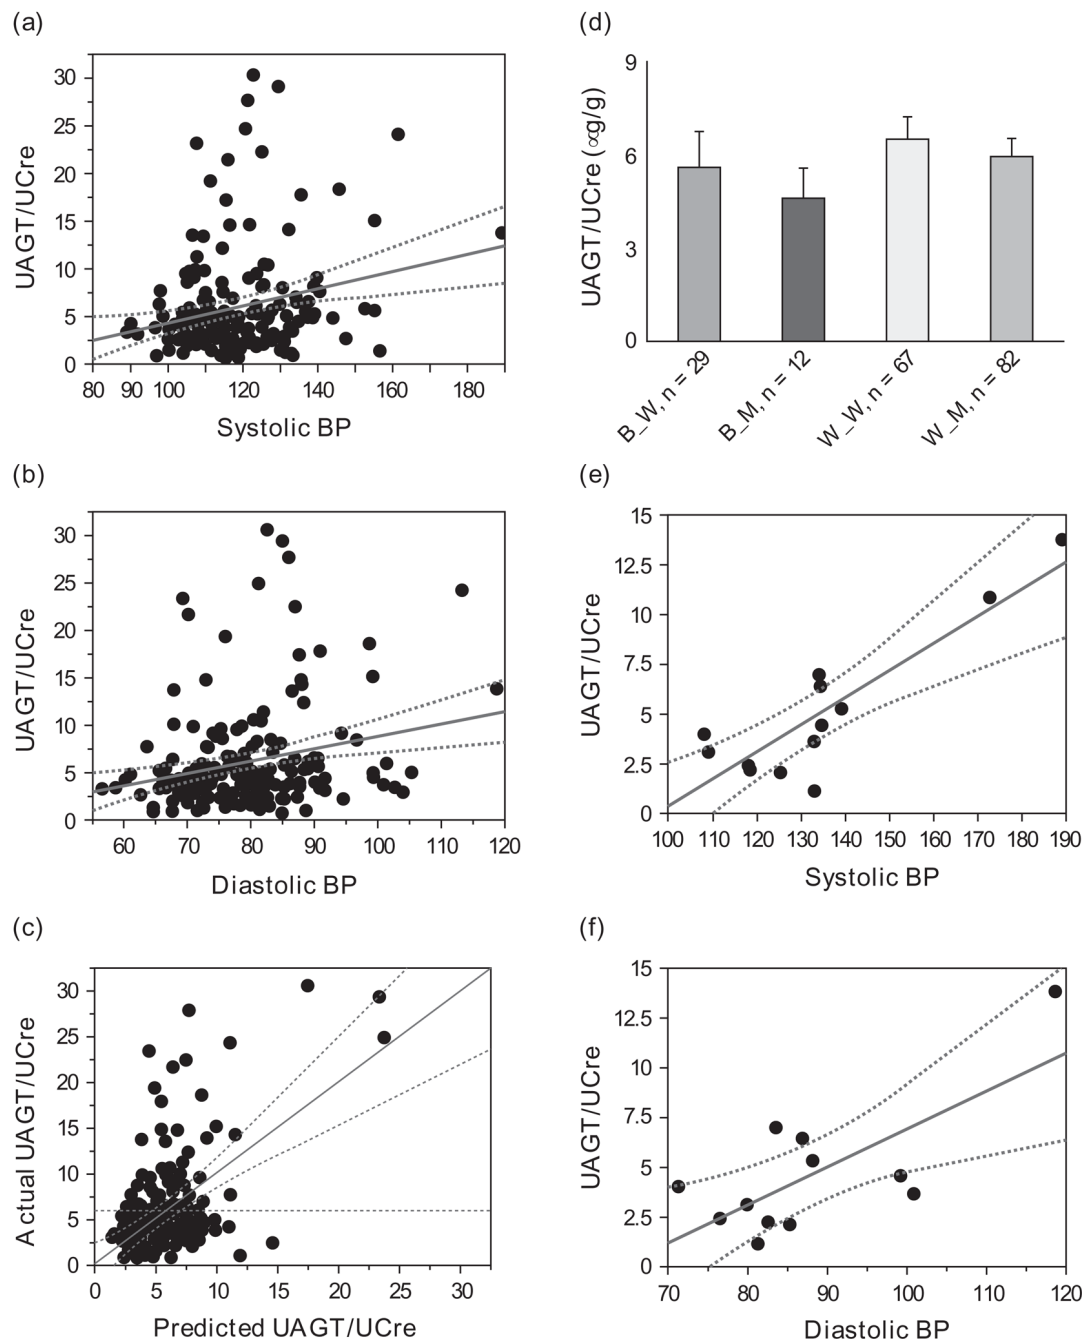 (a)
30
25
20
15
10
5
0
UAGT/UCre
80 90 100 120 140 160 180
Systolic BP
(b)
30
25
20
15
10
5
0
UAGT/UCre
60 70 80 90 100 110 120
Diastolic BP
(c)
30
25
20
15
10
5
0
Actual UAGT/UCre
0 5 10 15 20 25 30
Predicted UAGT/UCre
(d)
9
6
3
0
UAGT/UCre (αg/g)
B_W, n = 29
B_M, n = 12
W_W, n = 67
W_M, n = 82
(e)
15
12.5
10
7.5
5
2.5
0
UAGT/UCre
100 110 120 130 140 150 160 170 180 190
Systolic BP
(f)
15
12.5
10
7.5
5
2.5
0
UAGT/UCre
70 80 90 100 110 120
Diastolic BP